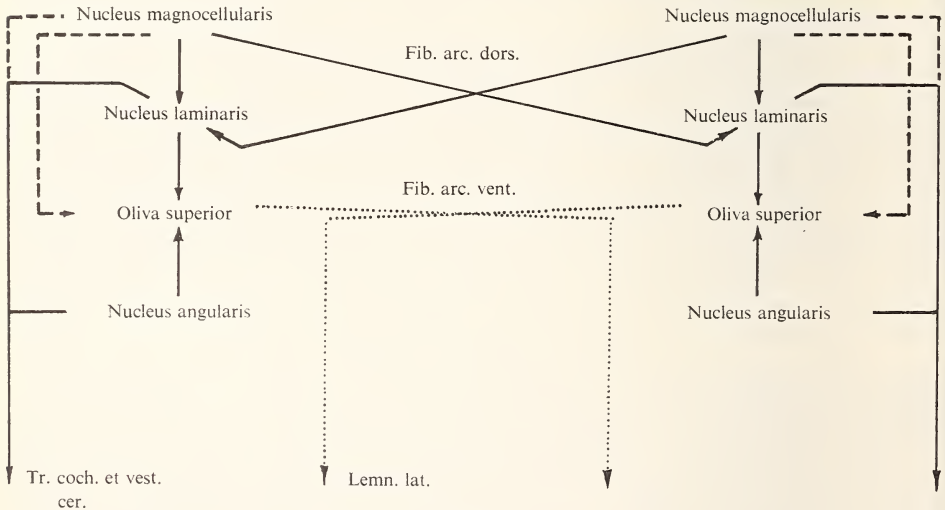 Nucleus magnocellularis
Nucleus magnocellularis
Fib. arc. dors.
Nucleus laminaris
Nucleus laminaris
Fib. arc. vent.
Oliva superior
Oliva superior
Nucleus angularis
Nucleus angularis
Tr. coch. et vest.
cer.
Lemn. lat.